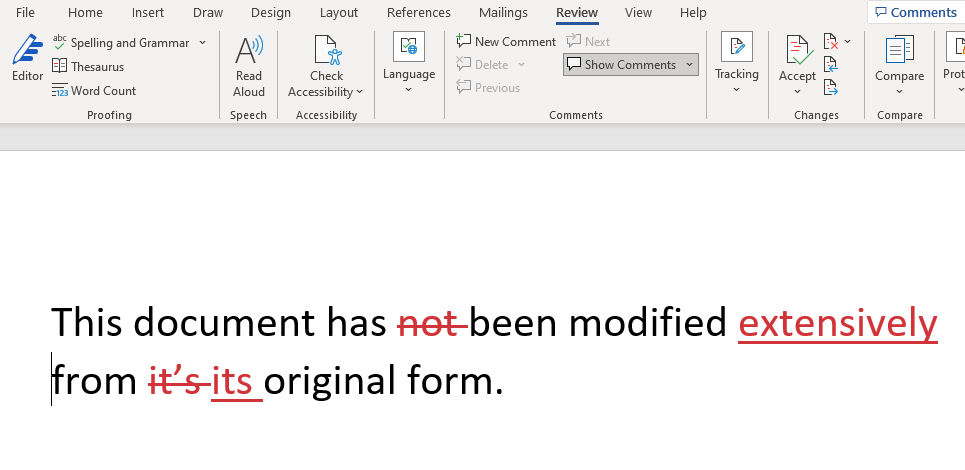 File Home Insert Draw Design Layout References Mailings Review View Help Comments
abc Spelling and Grammar
Thesaurus
123 Word Count
Editor
Proofing
Read Aloud
Speech
Check Accessibility
Accessibility
Language
New Comment Next
Delete Show Comments
Previous
Comments
Tracking
Accept
Changes
Compare
Compare
This document has not been modified extensively
from it’s its original form.